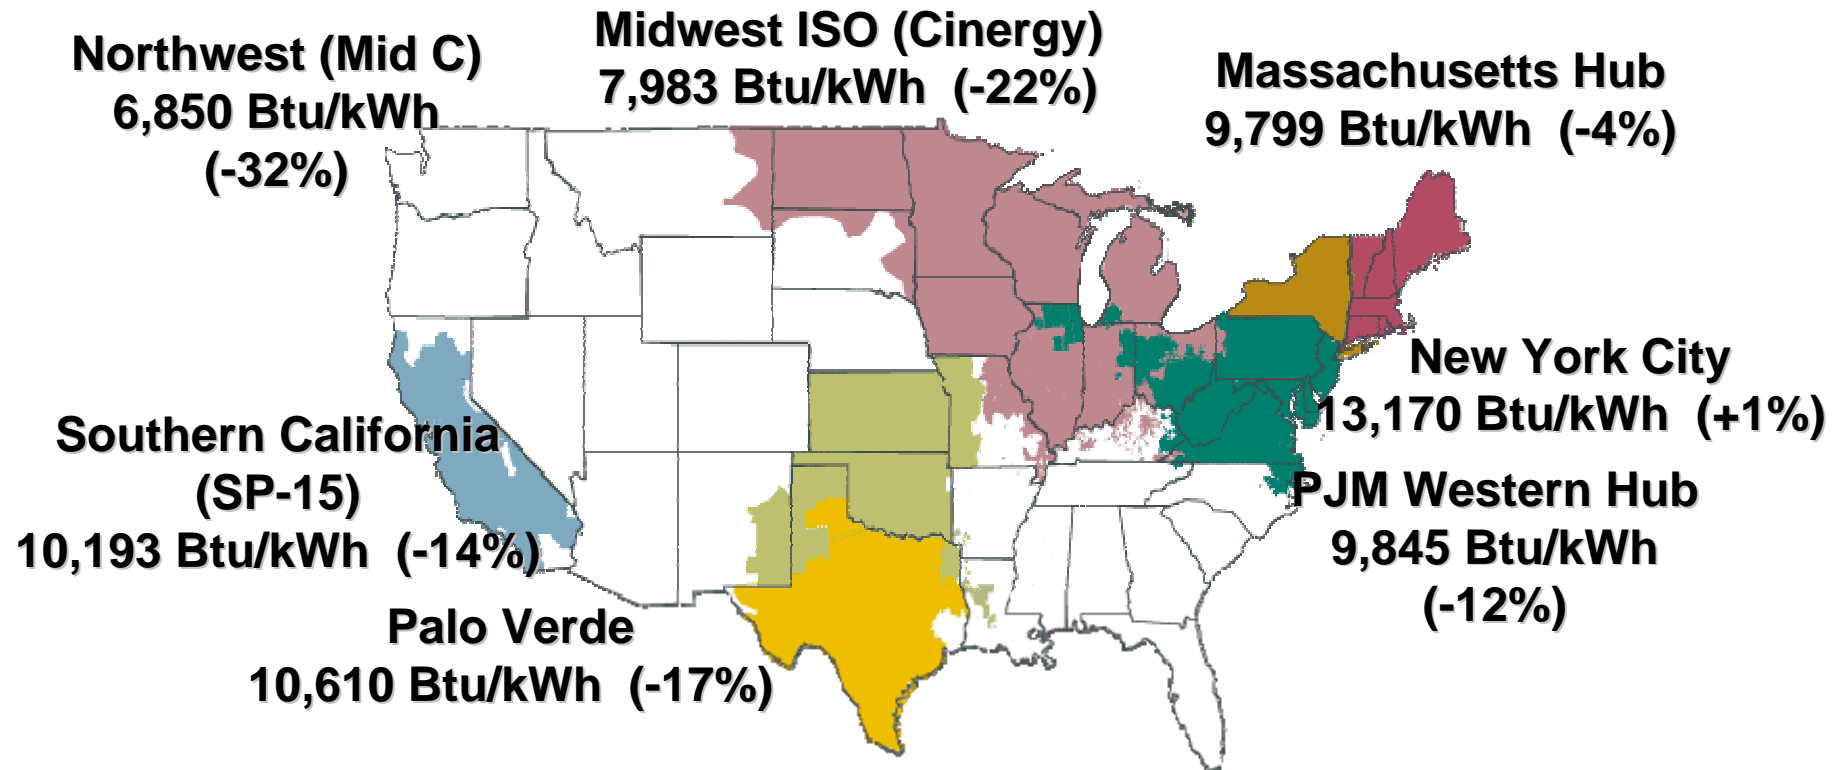 Northwest (Mid C)
6,850 Btu/kWh
(-32%)
Midwest ISO (Cinergy)
7,983 Btu/kWh (-22%)
Massachusetts Hub
9,799 Btu/kWh (-4%)
New York City
13,170 Btu/kWh (+1%)
Southern California
(SP-15)
10,193 Btu/kWh (-14%)
PJM Western Hub
9,845 Btu/kWh
(-12%)
Palo Verde
10,610 Btu/kWh (-17%)